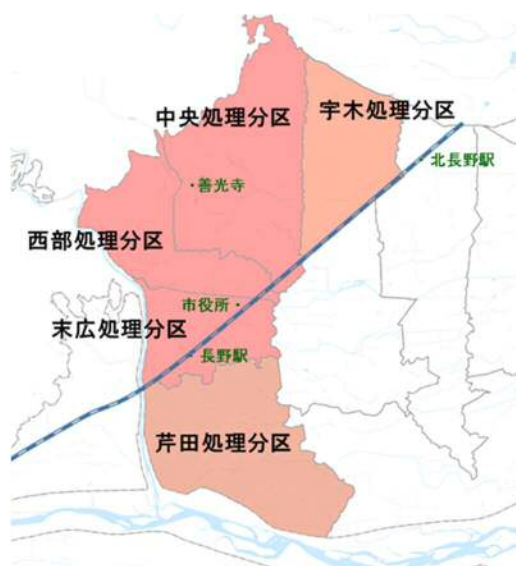 中央処理分区
宇木処理分区
北長野駅
善光寺
西部処理分区
市役所
末広処理分区
長野駅
芹田処理分区